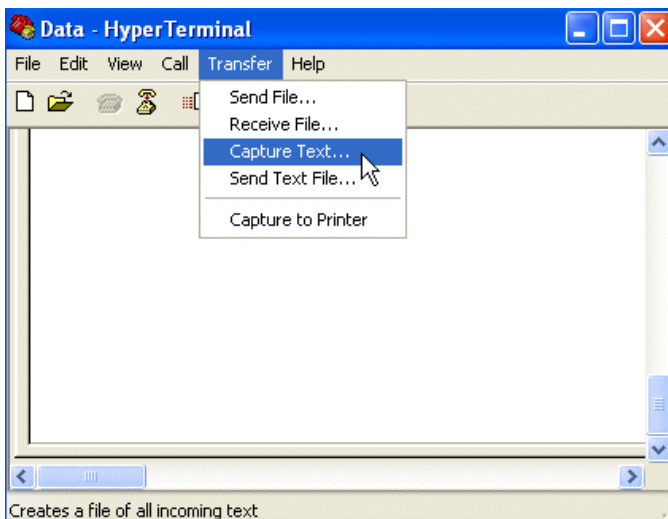 Data - HyperTerminal
File Edit View Call Transfer Help
Send File...
Receive File...
Capture Text...
Send Text File...
Capture to Printer
Creates a file of all incoming text